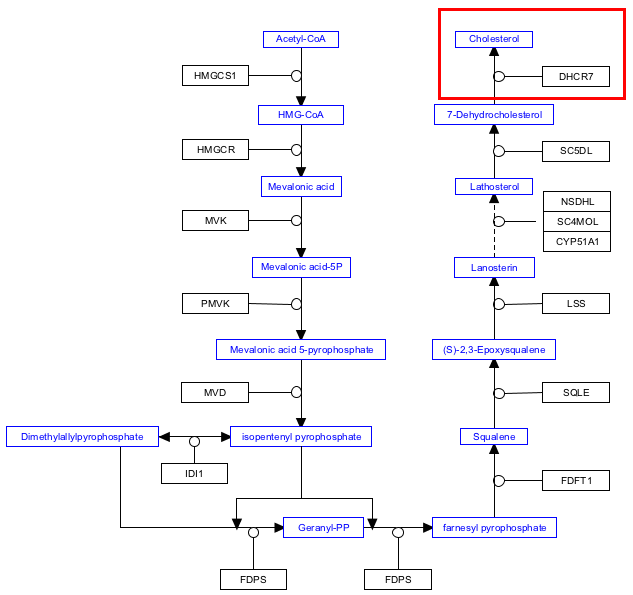 Acetyl-CoA
Cholesterol
HMGCS1
DHCR7
HMG-CoA
7-Dehydrocholesterol
HMGCR
SC5DL
Mevalonic acid
Lathosterol
NSDHL
MVK
SC4MOL
CYP51A1
Mevalonic acid-5P
Lanosterin
PMVK
LSS
Mevalonic acid 5-pyrophosphate
(S)-2,3-Epoxysqualene
MVD
SQLE
Dimethylallylpyrophosphate
isopentenyl pyrophosphate
Squalene
IDI1
FDFT1
Geranyl-PP
farnesyl pyrophosphate
FDPS
FDPS